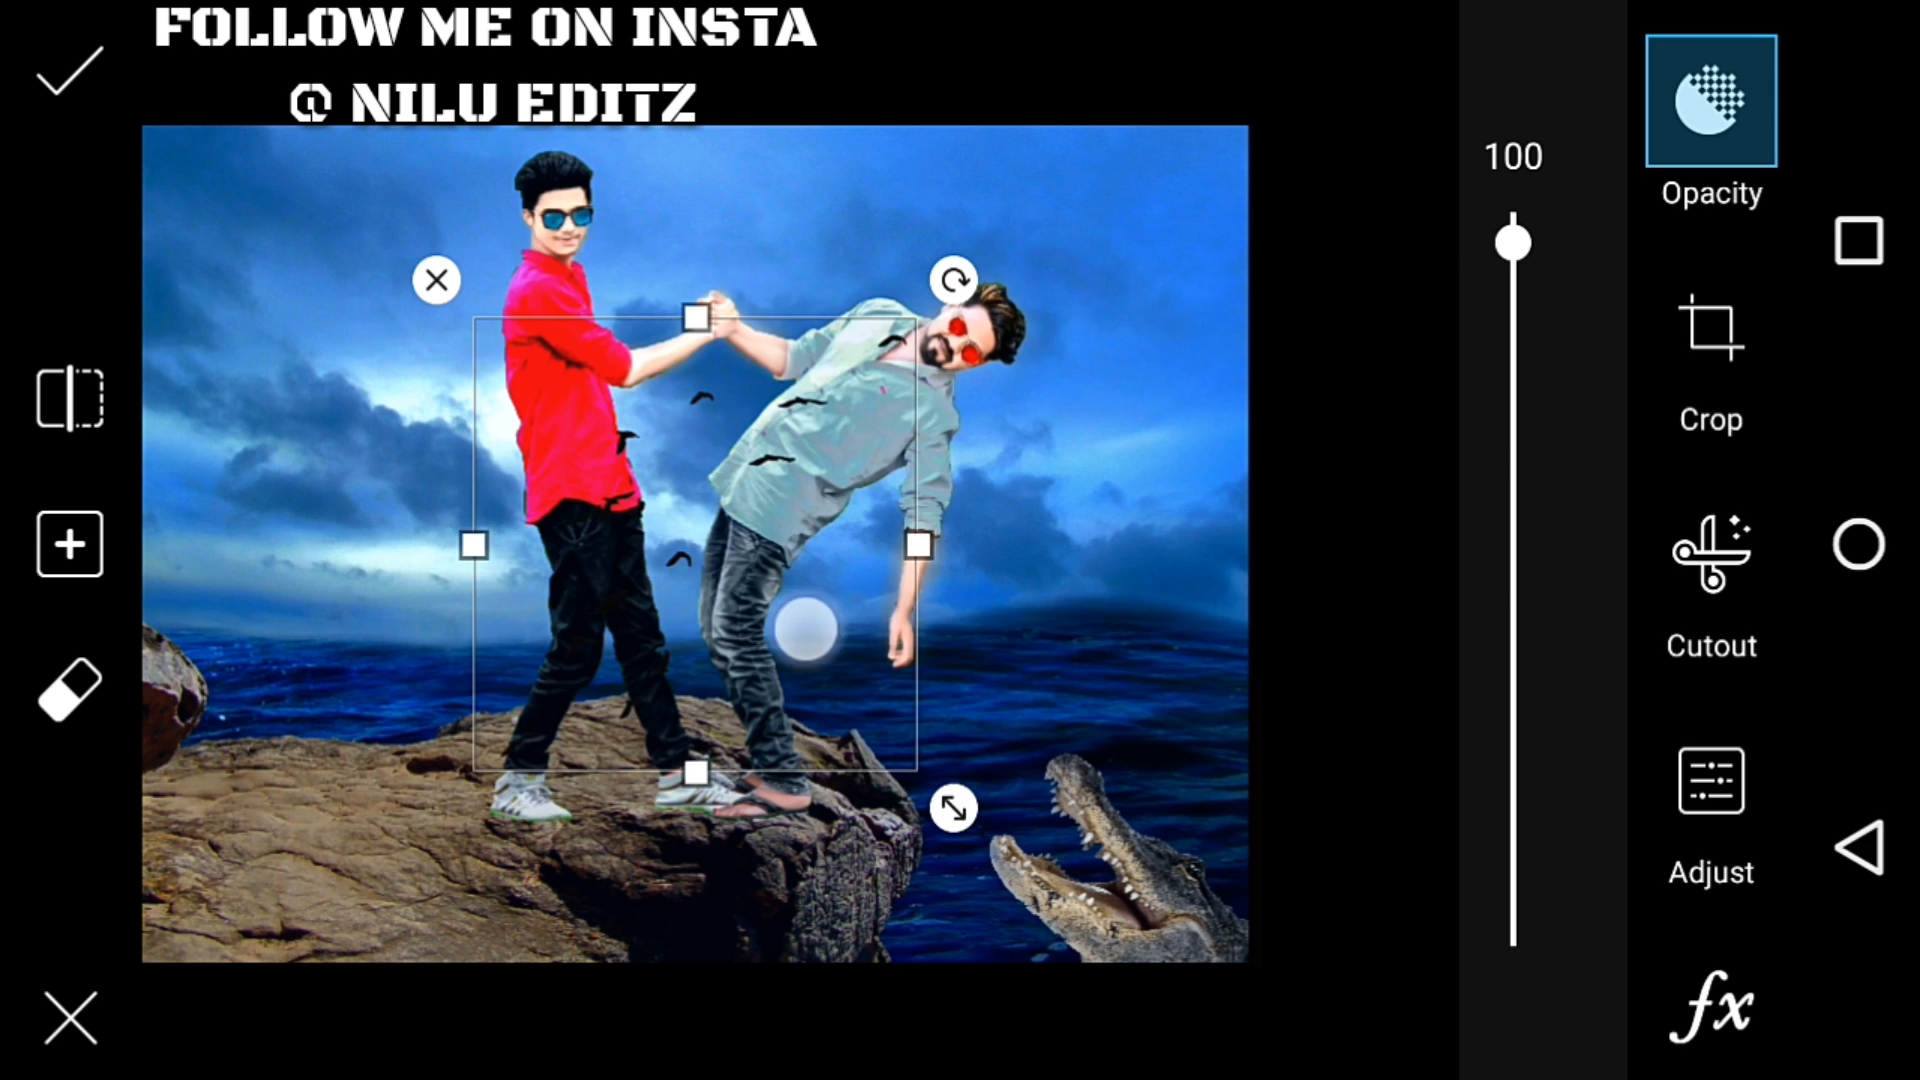 FOLLOW ME ON INSTA
@ NILU EDITZ
100
Opacity
Crop
Cutout
Adjust
fx